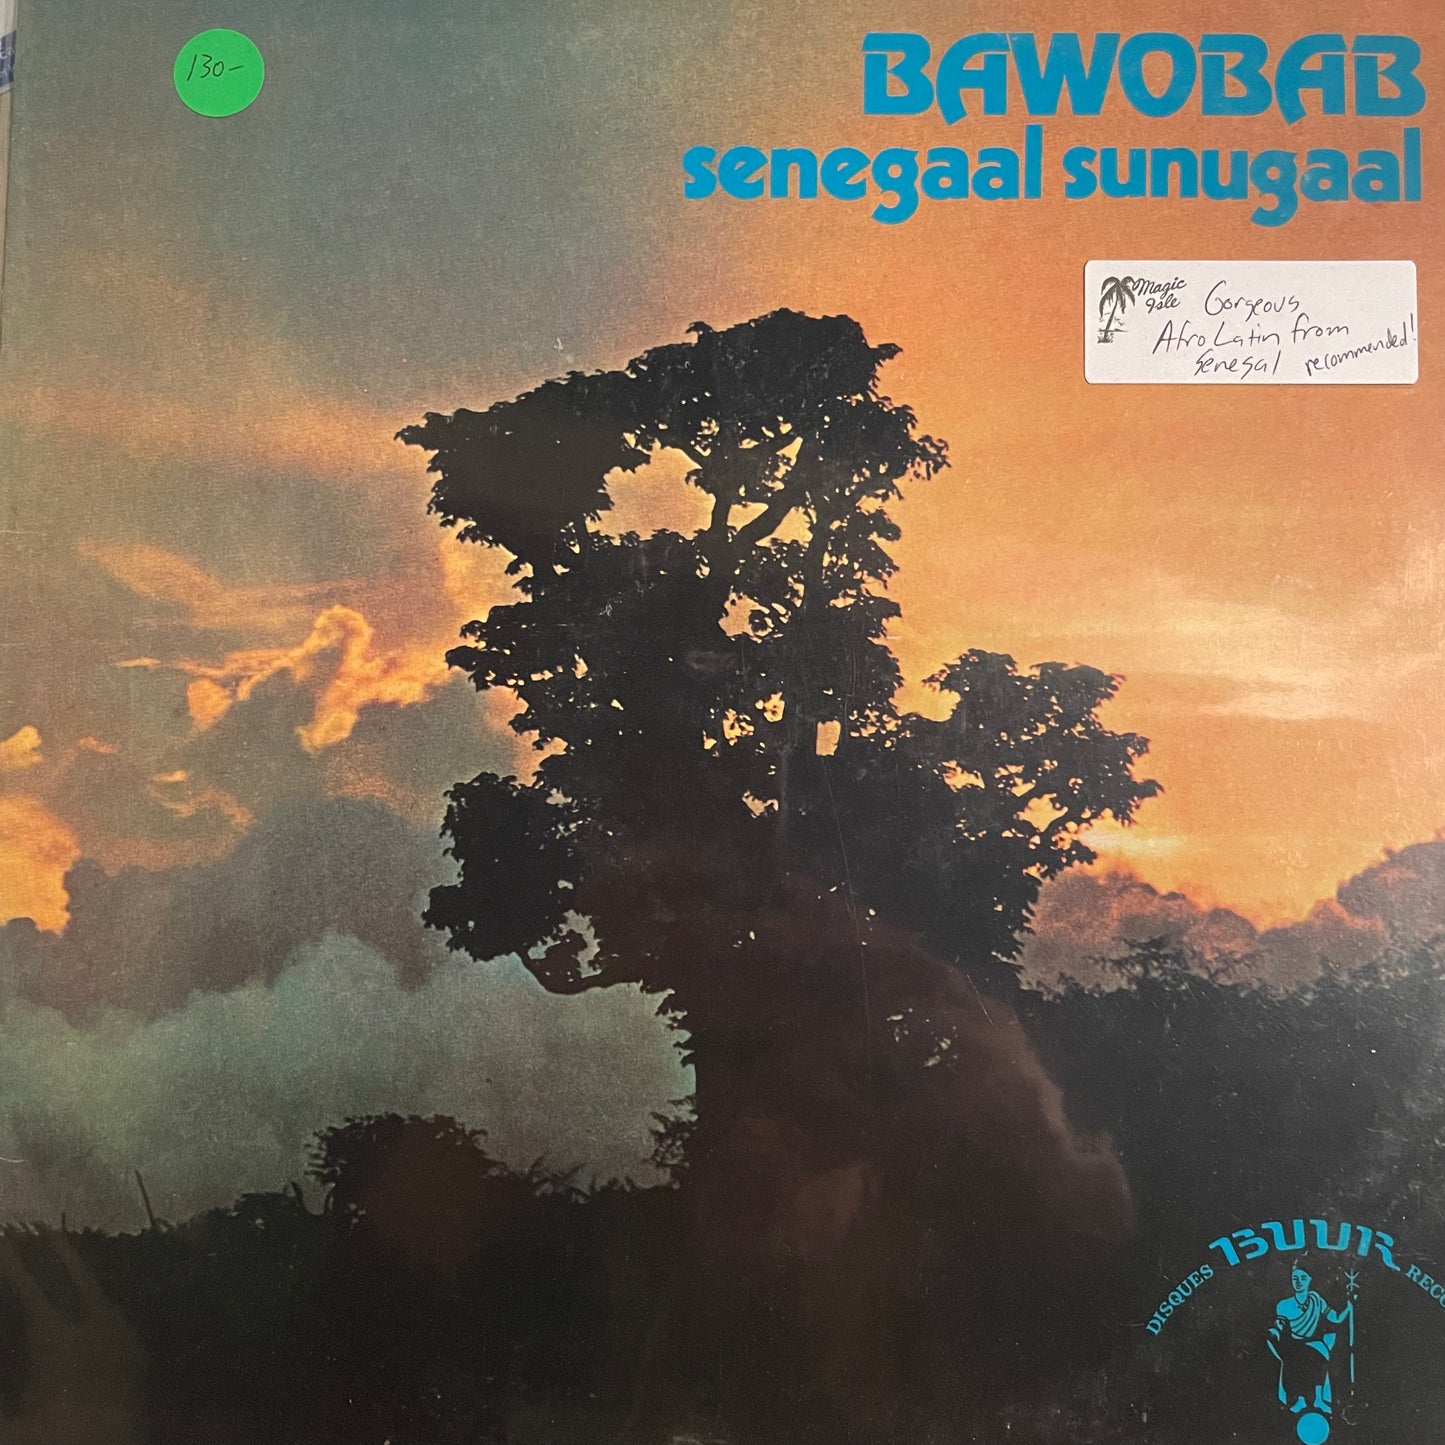 130-
BAWOBAB
senegaal sunugaal
Magic
Isle
Gorgeous
Afro Latin from
Senegal recommended!
BUUR
DISQUES